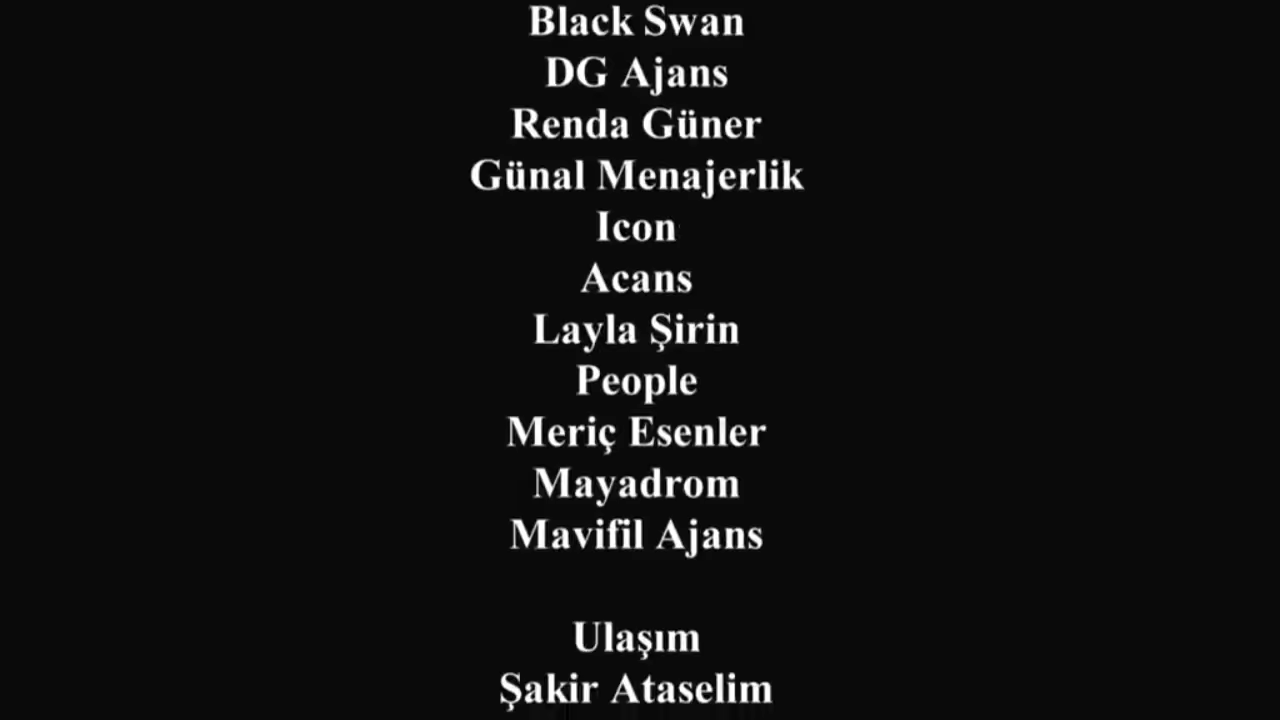 Black Swan
DG Ajans
Renda Güner
Günal Menajerlik
Icon
Acans
Layla Şirin
People
Meriç Esenler
Mayadrom
Mavifil Ajans
Ulaşım
Şakir Ataselim